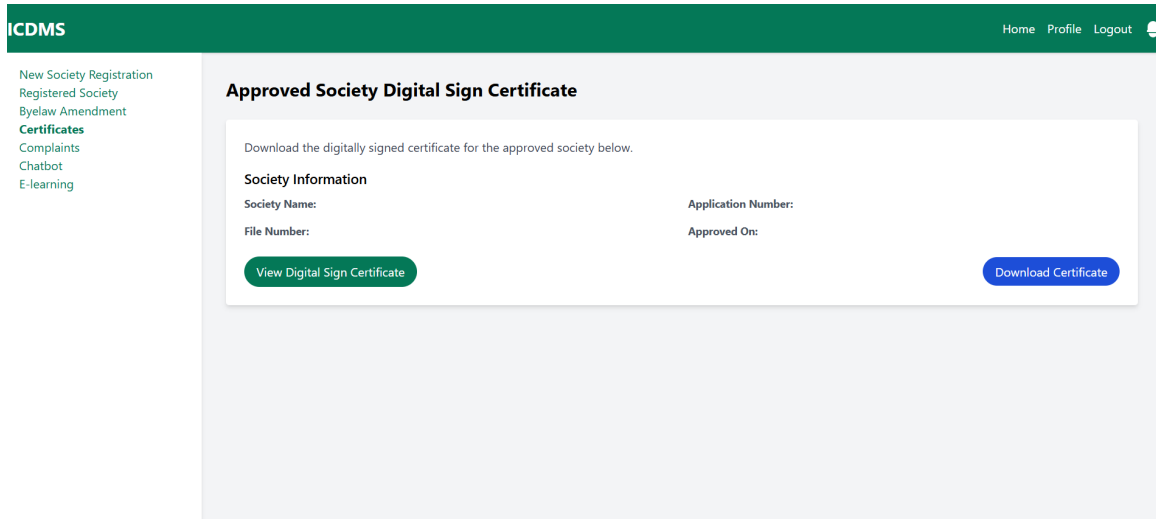 ICDMS
Home Profile Logout
New Society Registration
Registered Society
Byelaw Amendment
Certificates
Complaints
Chatbot
E-learning
Approved Society Digital Sign Certificate
Download the digitally signed certificate for the approved society below.
Society Information
Society Name:
Application Number:
File Number:
Approved On:
View Digital Sign Certificate
Download Certificate